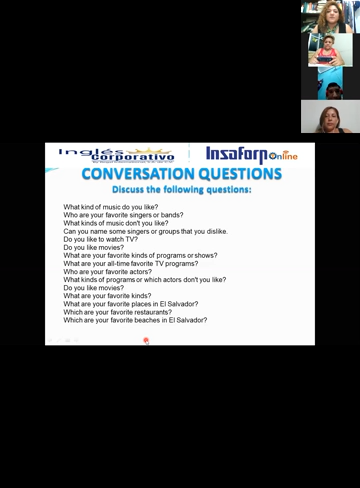 Inglés
Corporativo
Insaforp
Online
CONVERSATION QUESTIONS
Discuss the following questions:
What kind of music do you like?
Who are your favorite singers or bands?
What kinds of music don't you like?
Can you name some singers or groups that you dislike.
Do you like to watch TV?
Do you like movies?
What are your favorite kinds of programs or shows?
What are your all-time favorite TV programs?
Who are your favorite actors?
What kinds of programs or which actors don't you like?
Do you like movies?
What are your favorite kinds?
What are your favorite places in El Salvador?
Which are your favorite restaurants?
Which are your favorite beaches in El Salvador?